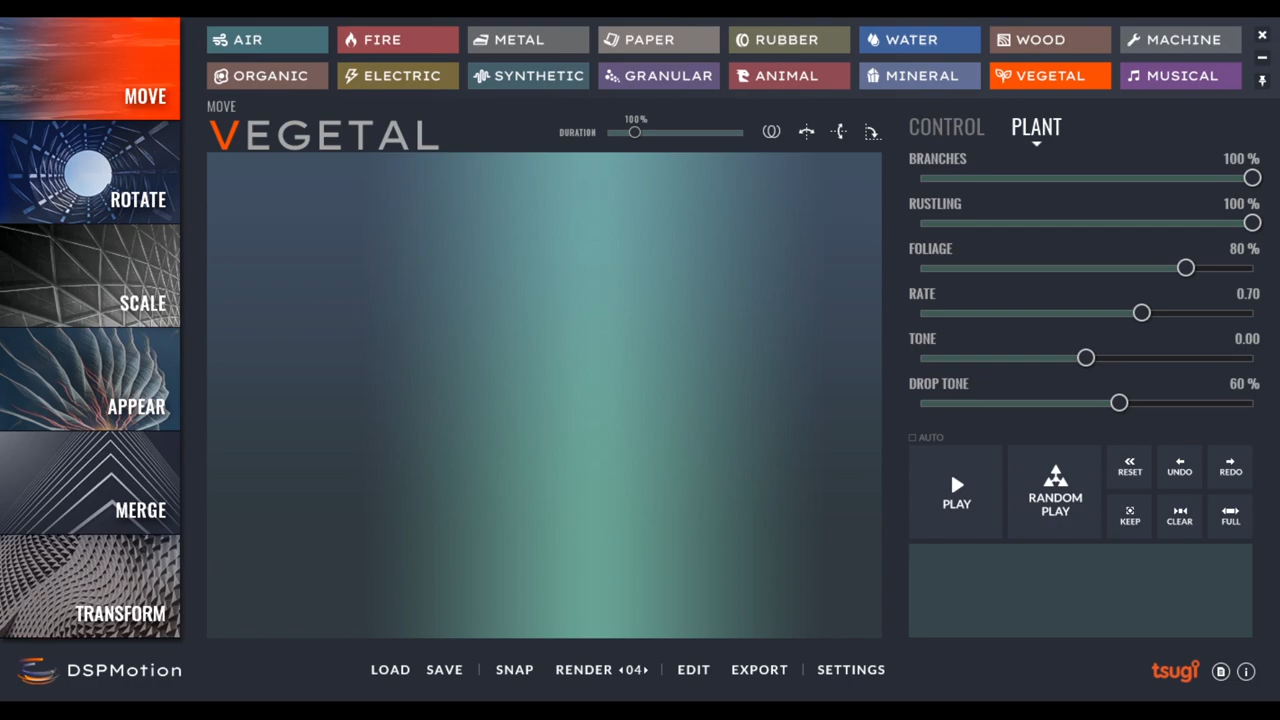 AIR FIRE METAL PAPER RUBBER WATER WOOD MACHINE
ORGANIC ELECTRIC SYNTHETIC GRANULAR ANIMAL MINERAL VEGETAL MUSICAL
MOVE
ROTATE
SCALE
APPEAR
MERGE
TRANSFORM
MOVE
VEGETAL
DURATION
100%
CONTROL PLANT
BRANCHES 100 %
RUSTLING 100 %
FOLIAGE 80 %
RATE 0.70
TONE 0.00
DROP TONE 60 %
AUTO
PLAY
RANDOM
PLAY
RESET UNDO REDO
KEEP CLEAR FULL
DSPMotion
LOAD SAVE SNAP RENDER 04 EDIT EXPORT SETTINGS
tsugi